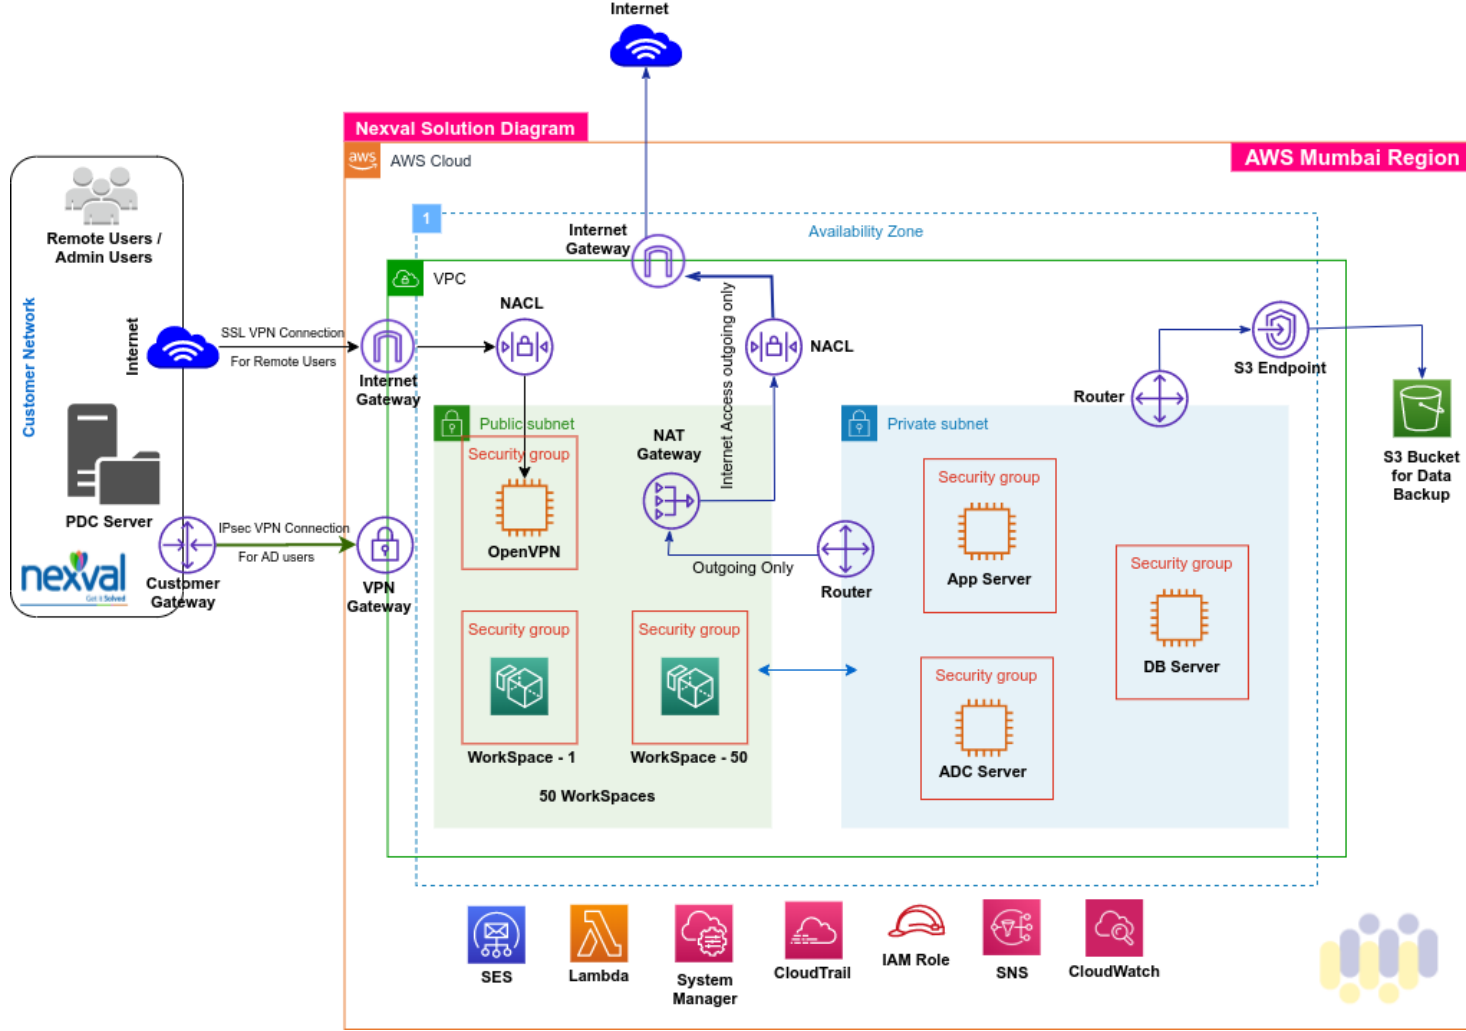 Internet
Nexval Solution Diagram
aws
AWS Cloud
AWS Mumbai Region
Remote Users /
Admin Users
1
Availability Zone
Internet
Gateway
VPC
Customer Network
Internet
SSL VPN Connection
For Remote Users
Internet
Gateway
NACL
Internet Access outgoing only
NACL
Router
S3 Endpoint
S3 Bucket
for Data
Backup
Public subnet
Security group
OpenVPN
NAT
Gateway
Private subnet
Security group
App Server
PDC Server
IPsec VPN Connection
For AD users
nexval
Get it Solved
Customer
Gateway
VPN
Gateway
Outgoing Only
Router
Security group
DB Server
Security group
WorkSpace - 1
Security group
WorkSpace - 50
50 WorkSpaces
Security group
ADC Server
SES
Lambda
System
Manager
CloudTrail
IAM Role
SNS
CloudWatch